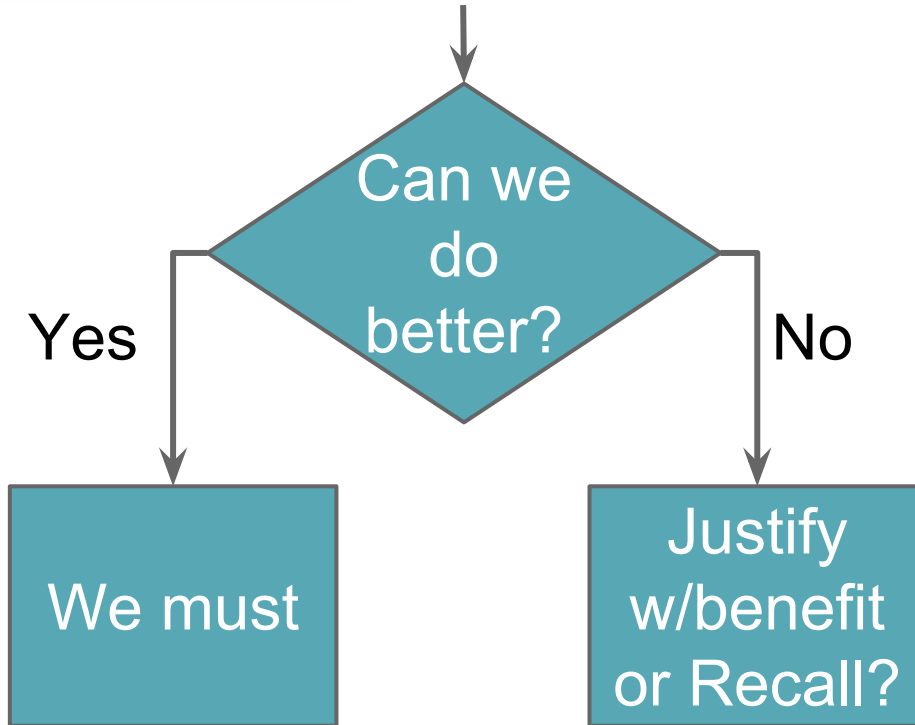 Can we
do
better?
Yes
No
We must
Justify
w/benefit
or Recall?